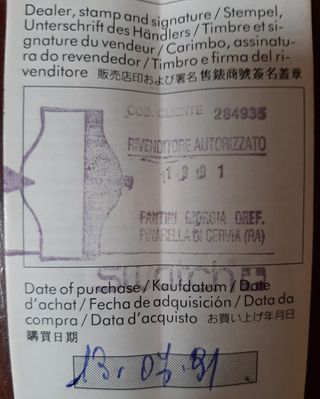 Dealer, stamp and signature / Stempel,
Unterschrift des Händlers / Timbre et si-
gnature du vendeur / Carimbo, assinatu-
ra do revendedor / Timbro e firma del ri-
venditore 販売店印および署名 售錶商號簽名蓋章
COD. CLIENTE 284935
RIVENDITORE AUTORIZZATO
1991
FANTINI GIORGIA OREF.
PINARELLA DI CERVIA (RA)
swatch
Date of purchase / Kaufdatum / Date
d'achat / Fecha de adquisición / Data da
compra / Data d'acquisto お買い上げ年月日
購買日期
13.07.91